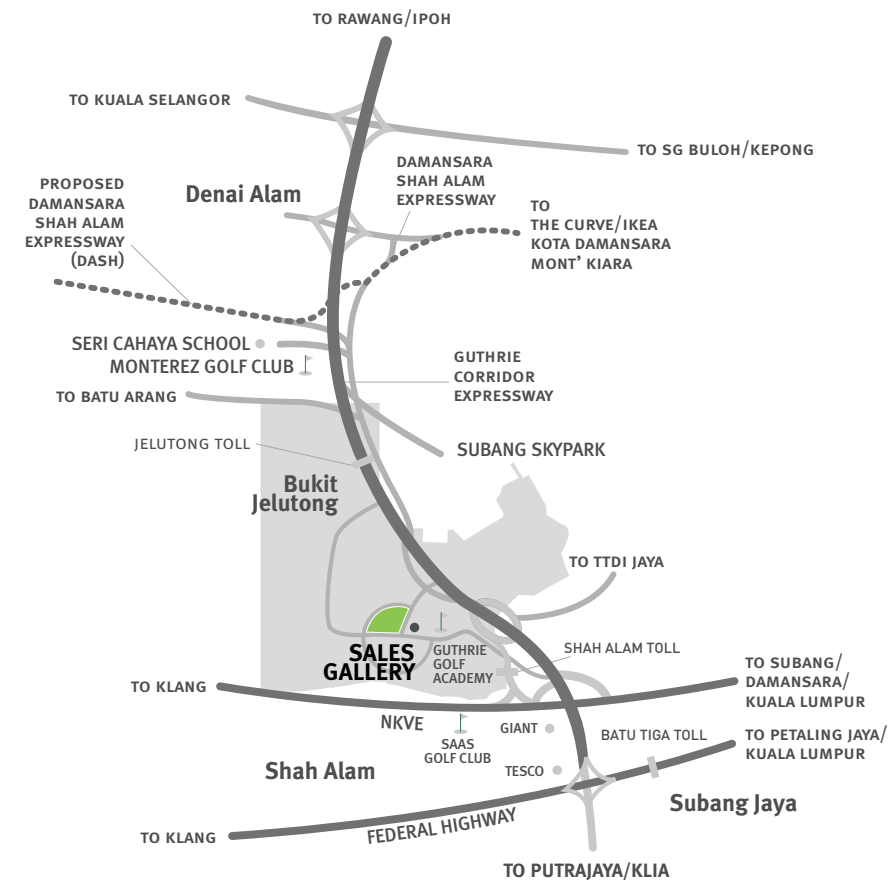 TO RAWANG/IPOH
TO KUALA SELANGOR
TO SG BULOH/KEPONG
DAMANSARA
SHAH ALAM
EXPRESSWAY
PROPOSED
DAMANSARA
SHAH ALAM
EXPRESSWAY
(DASH)
Denai Alam
TO
THE CURVE/IKEA
KOTA DAMANSARA
MONT’ KIARA
SERI CAHAYA SCHOOL
MONTEREZ GOLF CLUB
GUTHRIE
CORRIDOR
EXPRESSWAY
TO BATU ARANG
JELUTONG TOLL
SUBANG SKYPARK
Bukit
Jelutong
TO TTDI JAYA
SALES
GALLERY
GUTHRIE
GOLF
ACADEMY
SHAH ALAM TOLL
TO KLANG
TO SUBANG/
DAMANSARA/
KUALA LUMPUR
NKVE
SAAS
GOLF CLUB
GIANT
BATU TIGA TOLL
TO PETALING JAYA/
KUALA LUMPUR
Shah Alam
TESCO
Subang Jaya
TO KLANG
FEDERAL HIGHWAY
TO PUTRAJAYA/KLIA